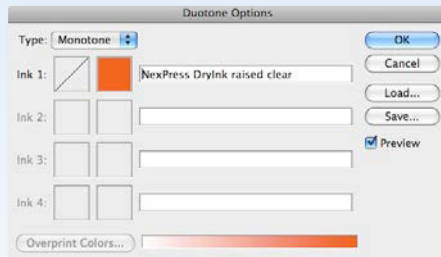 Duotone Options
Type: Monotone
OK
Ink 1: NexPress DryInk raised clear
Cancel
Ink 2:
Load...
Save...
Ink 3:
Preview
Ink 4:
Overprint Colors...